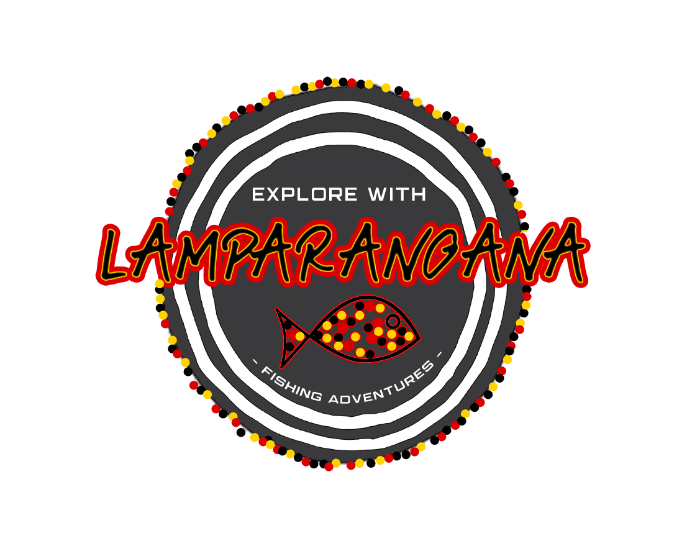 EXPLORE WITH
LAMPARANGANA
- FISHING ADVENTURES -